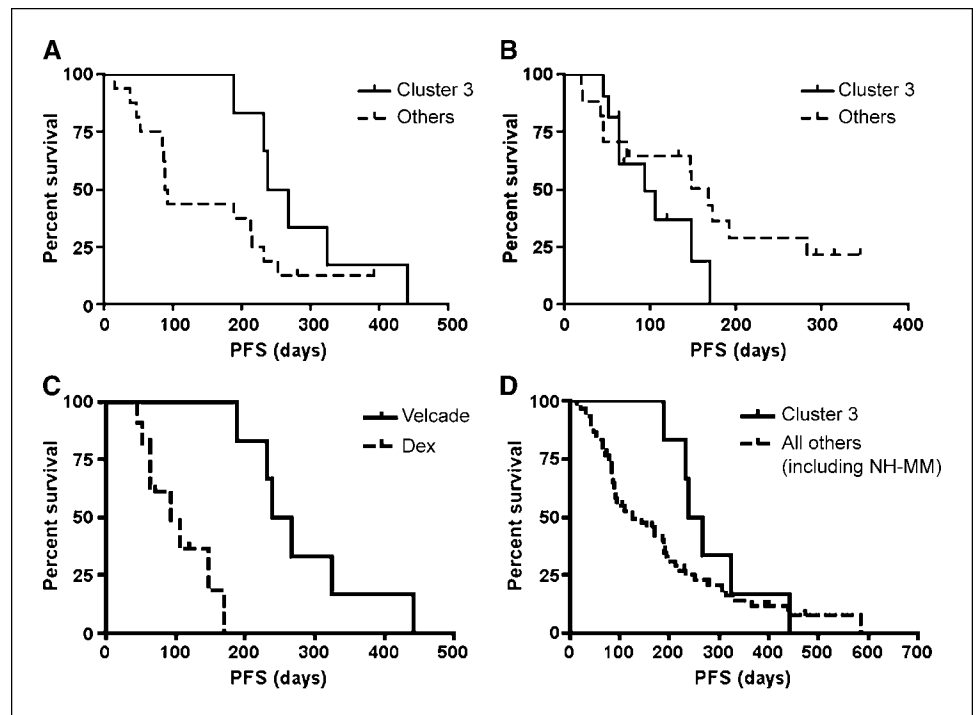 A
Percent survival
100
75
50
25
0
Cluster 3
Others
0 100 200 300 400 500
PFS (days)
B
Percent survival
100
75
50
25
0
Cluster 3
Others
0 100 200 300 400
PFS (days)
C
Percent survival
100
75
50
25
0
Velcade
Dex
0 100 200 300 400 500
PFS (days)
D
Percent survival
100
75
50
25
0
Cluster 3
All others
(including NH-MM)
0 100 200 300 400 500 600 700
PFS (days)